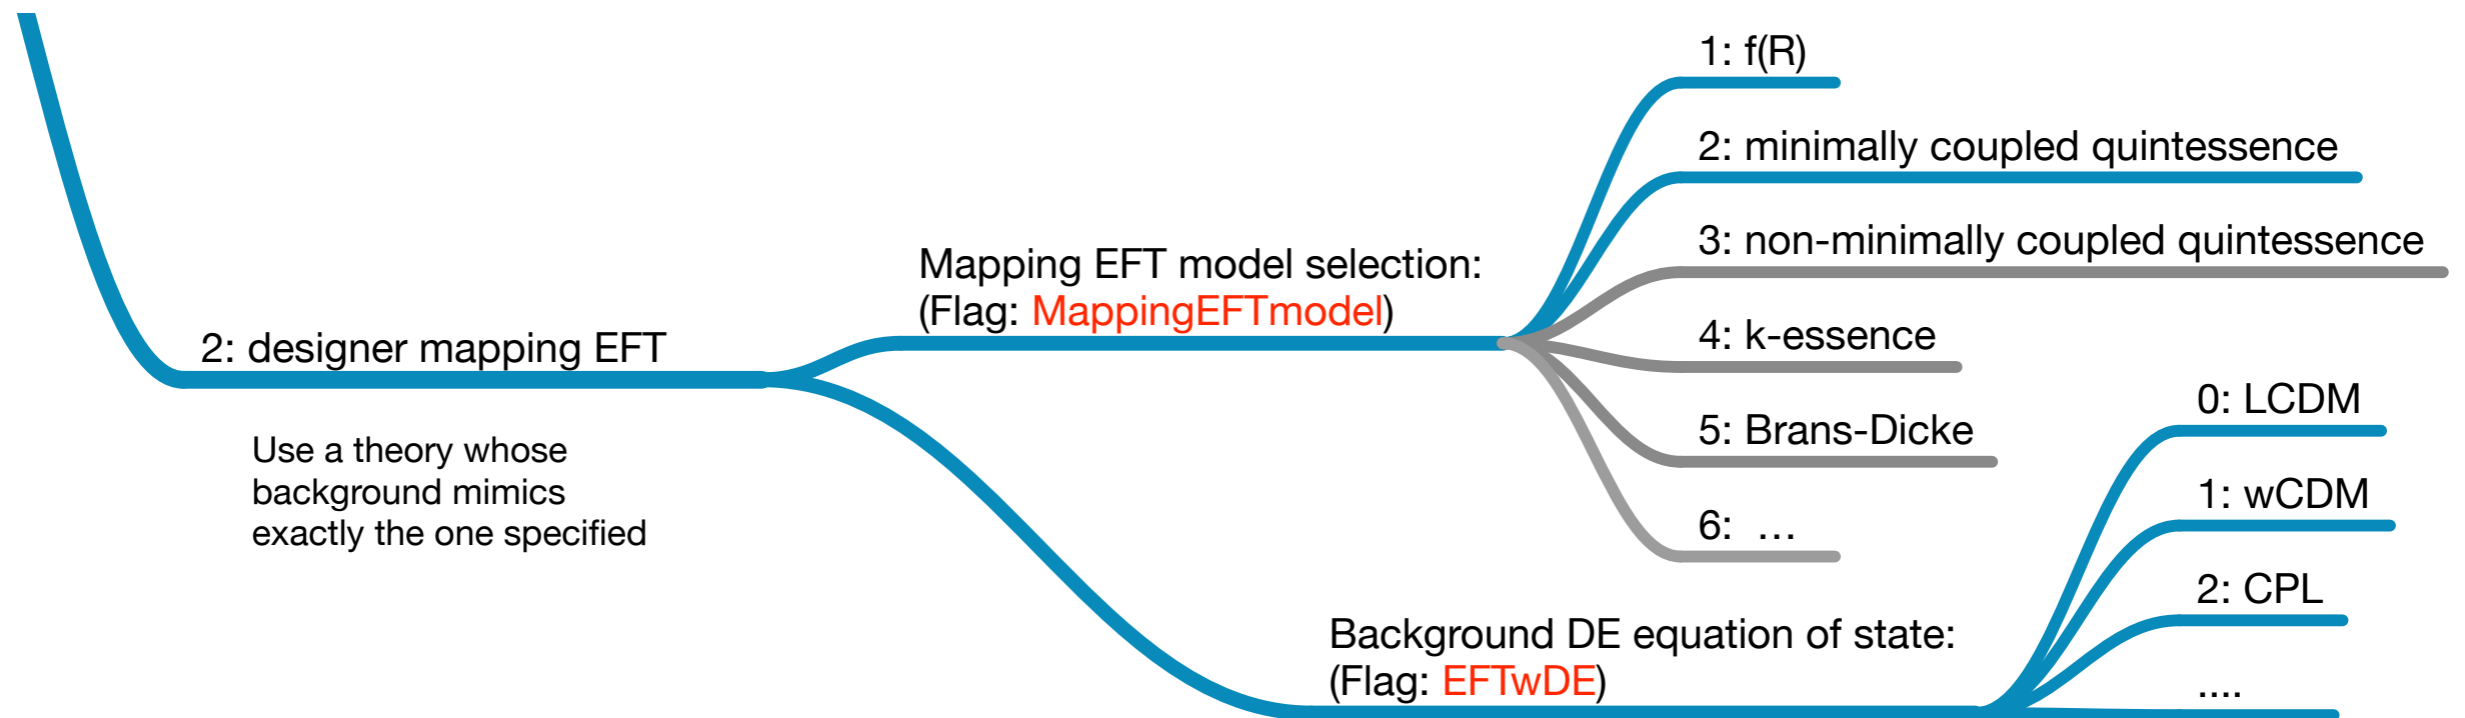 1: f(R)
2: minimally coupled quintessence
3: non-minimally coupled quintessence
Mapping EFT model selection:
(Flag: MappingEFTmodel)
4: k-essence
2: designer mapping EFT
0: LCDM
5: Brans-Dicke
Use a theory whose
background mimics
exactly the one specified
1: wCDM
6: ...
2: CPL
Background DE equation of state:
(Flag: EFTwDE)
....